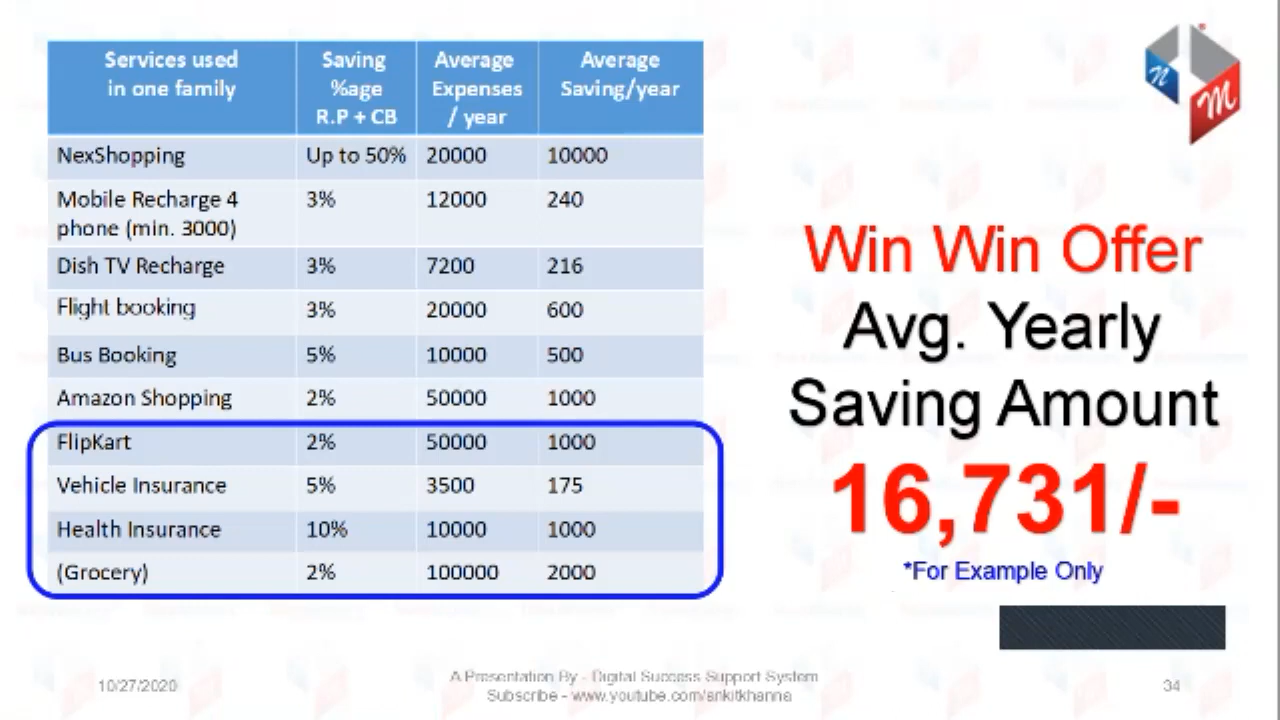 Services used in one family | Saving %age R.P + CB | Average Expenses / year | Average Saving/year
NexShopping | Up to 50% | 20000 | 10000
Mobile Recharge 4 phone (min. 3000) | 3% | 12000 | 240
Dish TV Recharge | 3% | 7200 | 216
Flight booking | 3% | 20000 | 600
Bus Booking | 5% | 10000 | 500
Amazon Shopping | 2% | 50000 | 1000
FlipKart | 2% | 50000 | 1000
Vehicle Insurance | 5% | 3500 | 175
Health Insurance | 10% | 10000 | 1000
(Grocery) | 2% | 100000 | 2000
n M
Win Win Offer
Avg. Yearly
Saving Amount
16,731/-
*For Example Only
10/27/2020
A Presentation By - Digital Success Support System
Subscribe - www.youtube.com/ankitkhanna
34